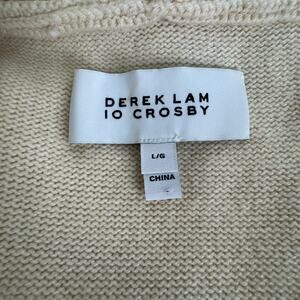 DEREK LAM
10 CROSBY
L/G
CHINA